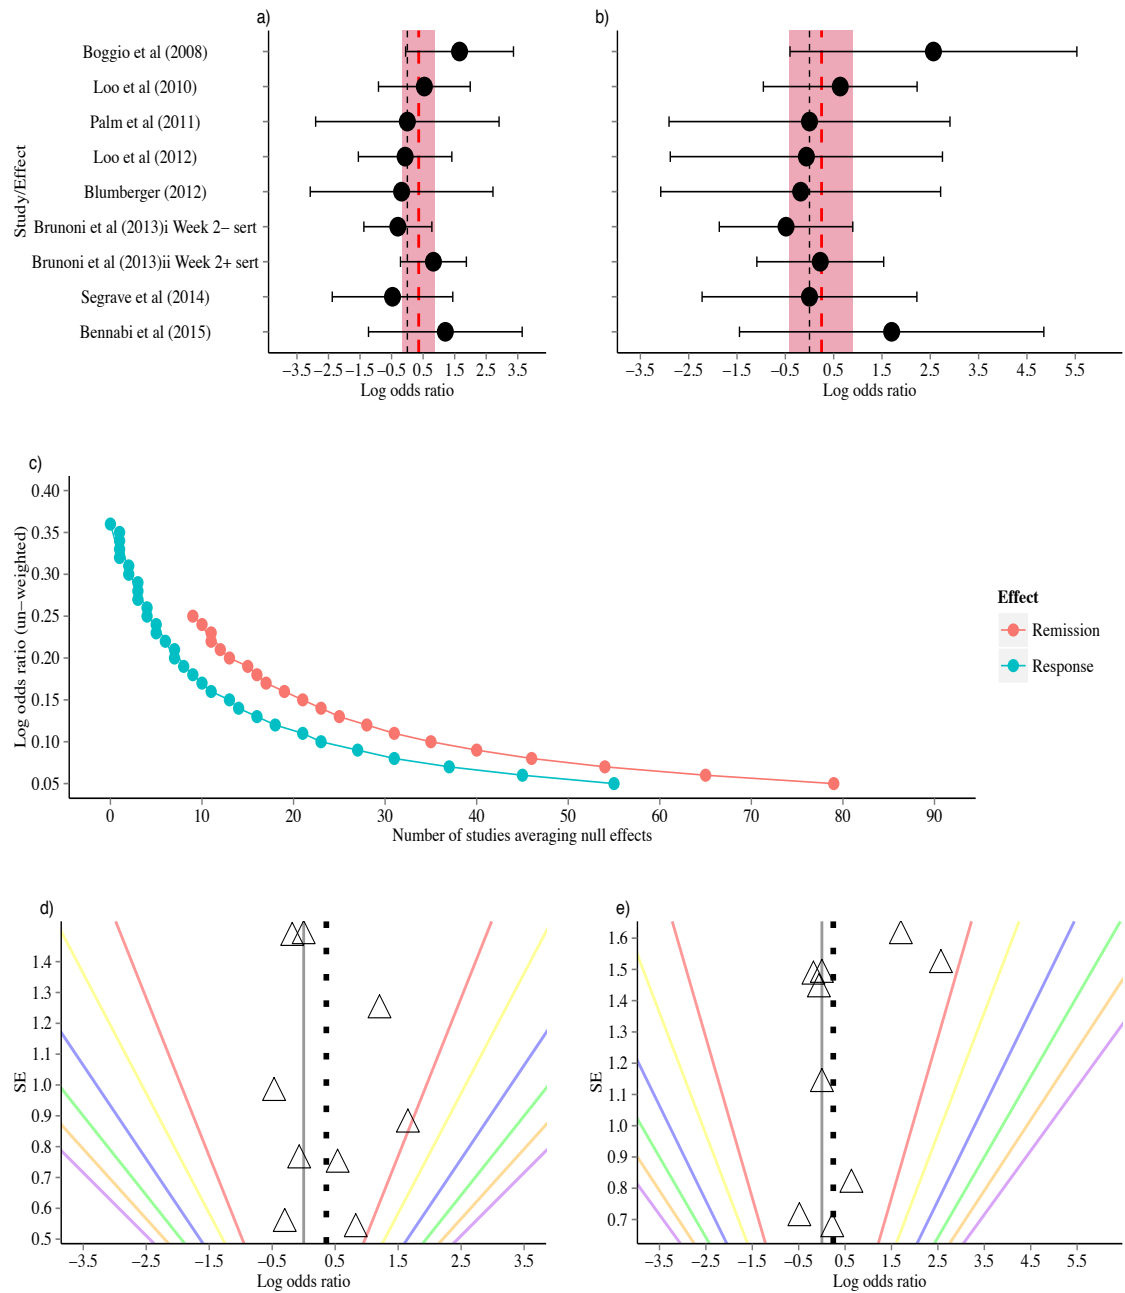 a)
b)
Study/Effect
Boggio et al (2008)
Loo et al (2010)
Palm et al (2011)
Loo et al (2012)
Blumberger (2012)
Brunoni et al (2013)i Week 2− sert
Brunoni et al (2013)ii Week 2+ sert
Segrave et al (2014)
Bennabi et al (2015)
−3.5 −2.5 −1.5 −0.5 0.5 1.5 2.5 3.5
Log odds ratio
−3.5 −2.5 −1.5 −0.5 0.5 1.5 2.5 3.5 4.5 5.5
Log odds ratio
c)
Log odds ratio (un−weighted)
0.40
0.35
0.30
0.25
0.20
0.15
0.10
0.05
0 10 20 30 40 50 60 70 80 90
Number of studies averaging null effects
Effect
Remission
Response
d)
SE
1.4
1.3
1.2
1.1
1.0
0.9
0.8
0.7
0.6
0.5
−3.5 −2.5 −1.5 −0.5 0.5 1.5 2.5 3.5
Log odds ratio
e)
SE
1.6
1.5
1.4
1.3
1.2
1.1
1.0
0.9
0.8
0.7
−3.5 −2.5 −1.5 −0.5 0.5 1.5 2.5 3.5 4.5 5.5
Log odds ratio